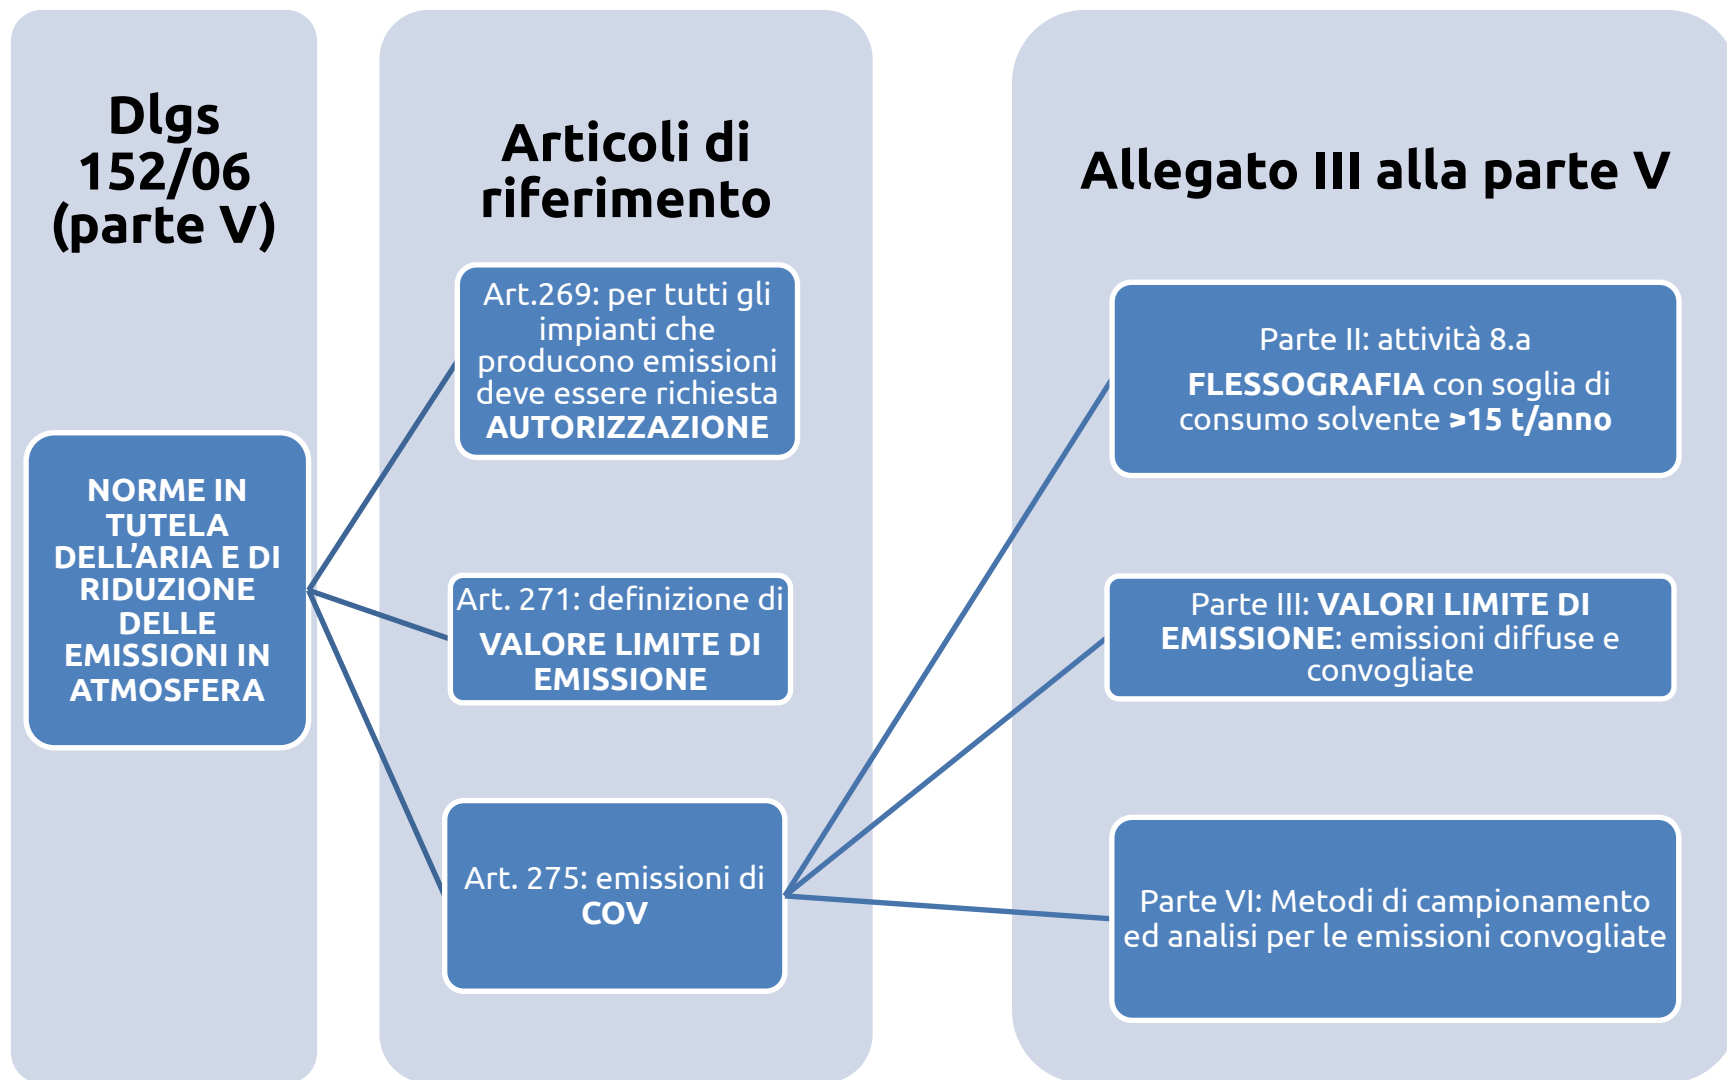 Dlgs
152/06
(parte V)
NORME IN
TUTELA
DELL’ARIA E DI
RIDUZIONE
DELLE
EMISSIONI IN
ATMOSFERA
Articoli di
riferimento
Art.269: per tutti gli
impianti che
producono emissioni
deve essere richiesta
AUTORIZZAZIONE
Art. 271: definizione di
VALORE LIMITE DI
EMISSIONE
Art. 275: emissioni di
COV
Allegato III alla parte V
Parte II: attività 8.a
FLESSOGRAFIA con soglia di
consumo solvente >15 t/anno
Parte III: VALORI LIMITE DI
EMISSIONE: emissioni diffuse e
convogliate
Parte VI: Metodi di campionamento
ed analisi per le emissioni convogliate